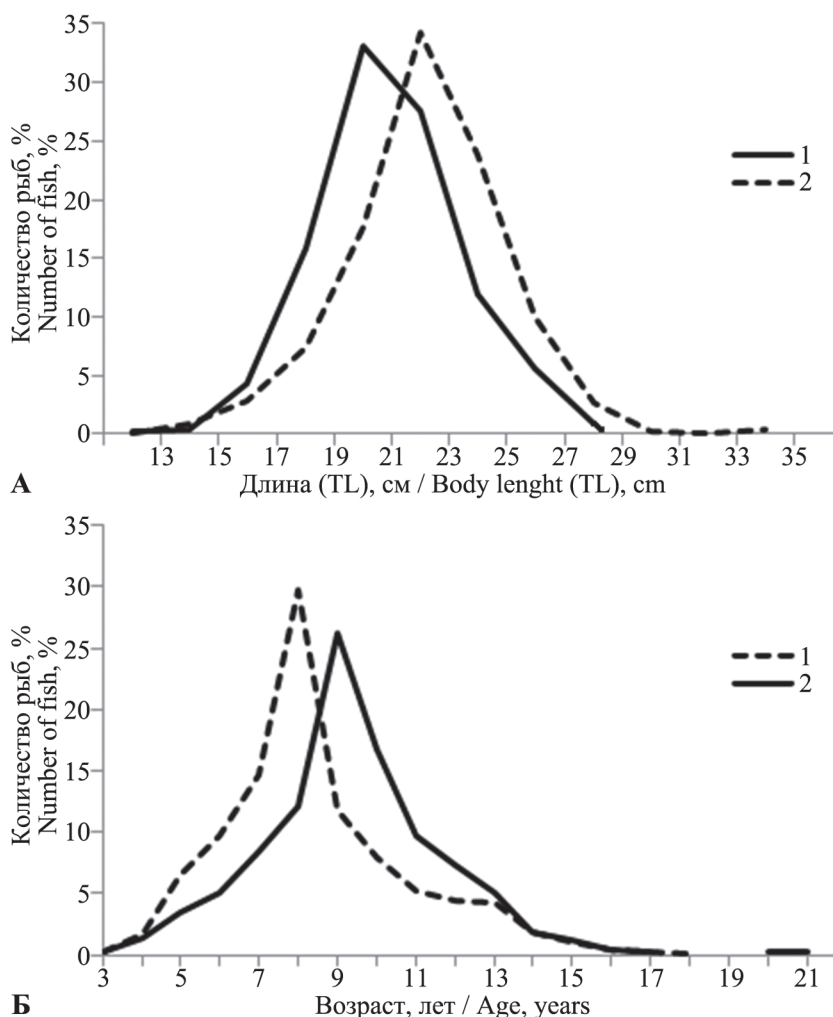 Количество рыб, %
Number of fish, %
35
30
25
20
15
10
5
0
1
2
13 15 17 19 21 23 25 27 29 31 33 35
А
Длина (TL), см / Body lenght (TL), cm
Количество рыб, %
Number of fish, %
35
30
25
20
15
10
5
0
1
2
3 5 7 9 11 13 15 17 19 21
Б
Возраст, лет / Age, years